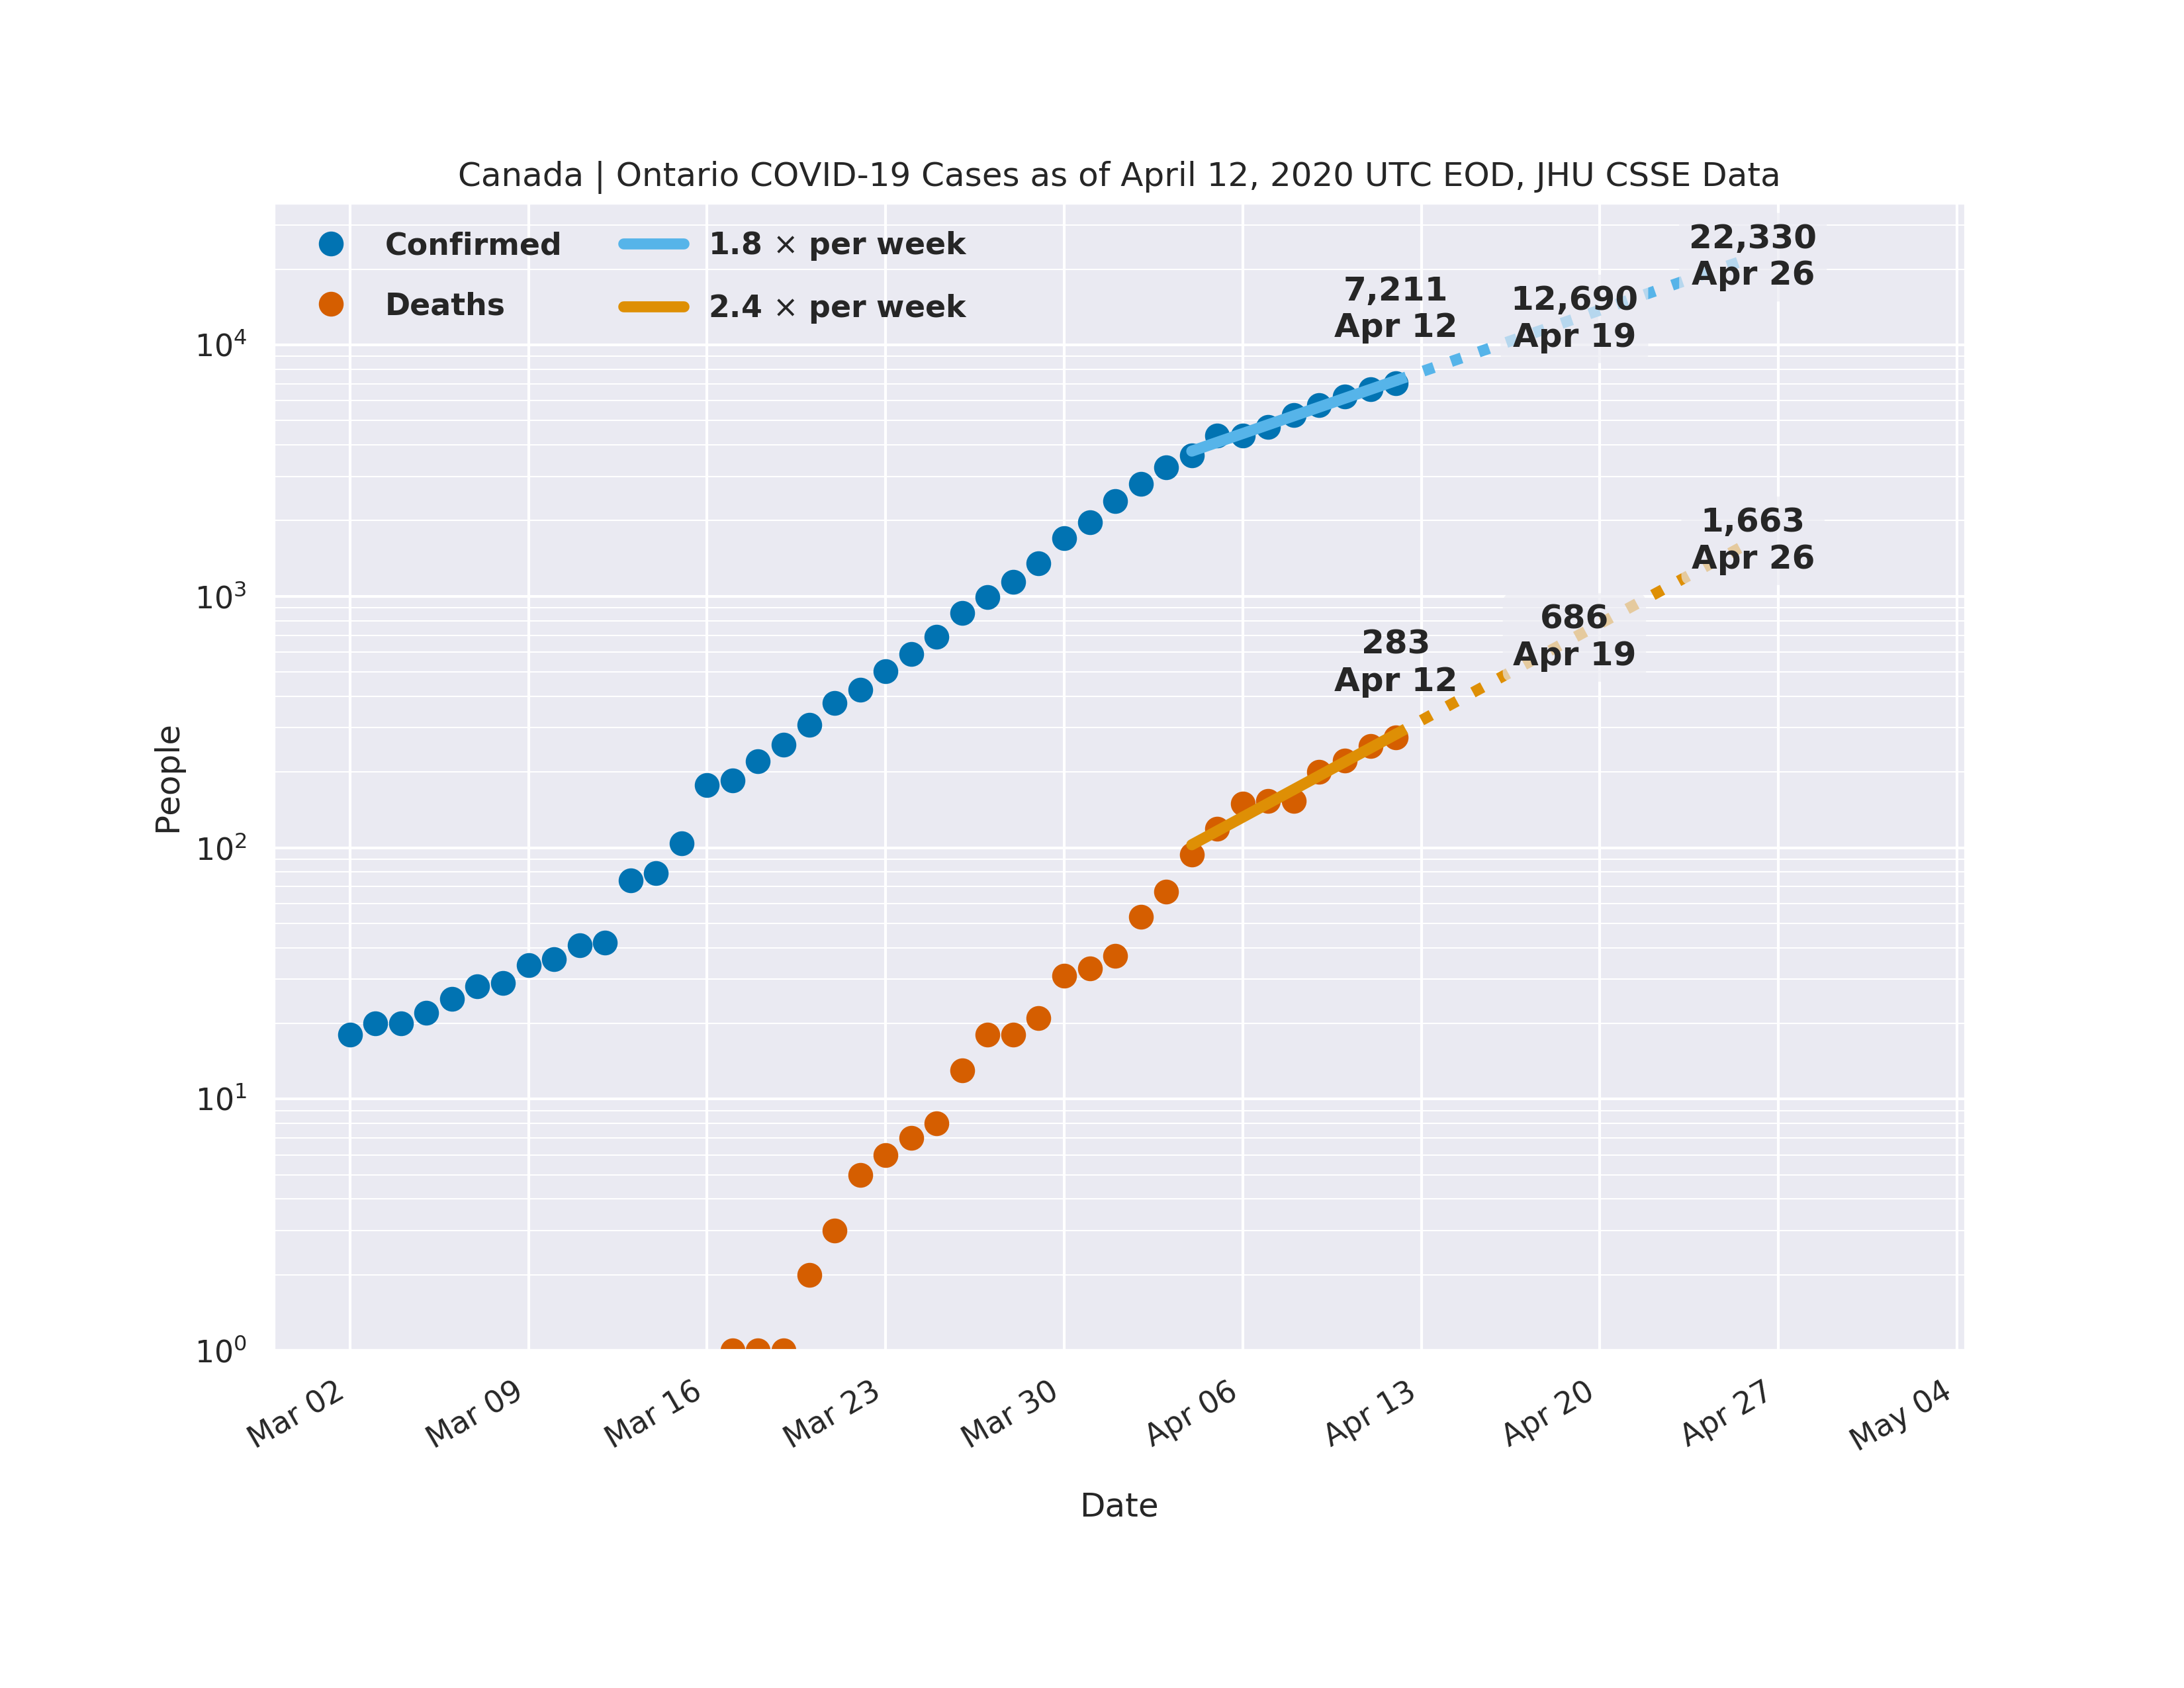 Canada | Ontario COVID-19 Cases as of April 12, 2020 UTC EOD, JHU CSSE Data
Confirmed
Deaths
1.8 × per week
2.4 × per week
7,211
Apr 12
12,690
Apr 19
22,330
Apr 26
283
Apr 12
686
Apr 19
1,663
Apr 26
People
10⁴
10³
10²
10¹
10⁰
Mar 02
Mar 09
Mar 16
Mar 23
Mar 30
Apr 06
Apr 13
Apr 20
Apr 27
May 04
Date